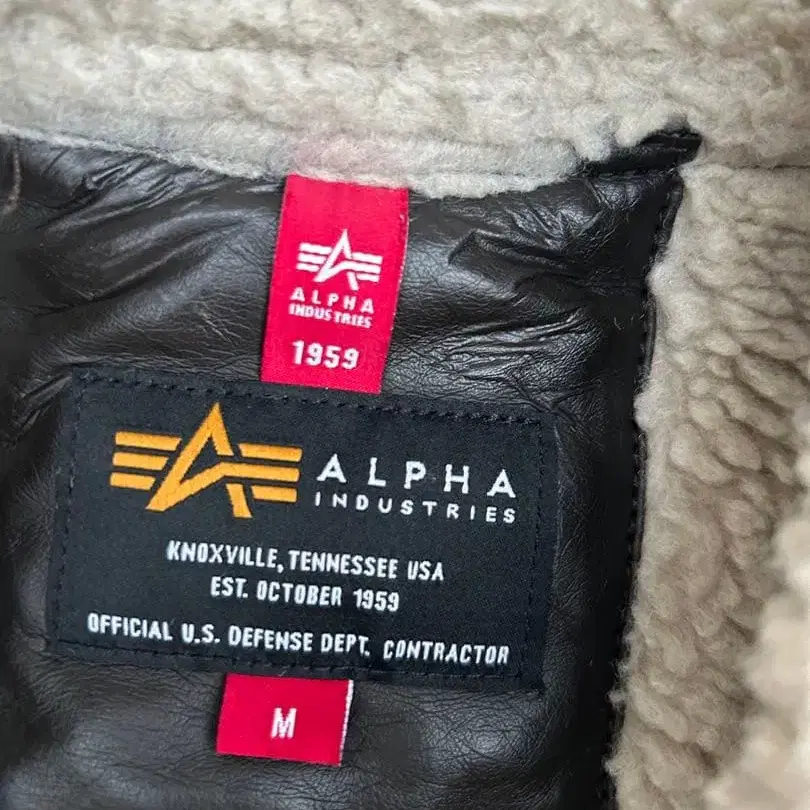 ALPHA
INDUSTRIES
1959
ALPHA
INDUSTRIES
KNOXVILLE, TENNESSEE USA
EST. OCTOBER 1959
OFFICIAL U.S. DEFENSE DEPT. CONTRACTOR
M